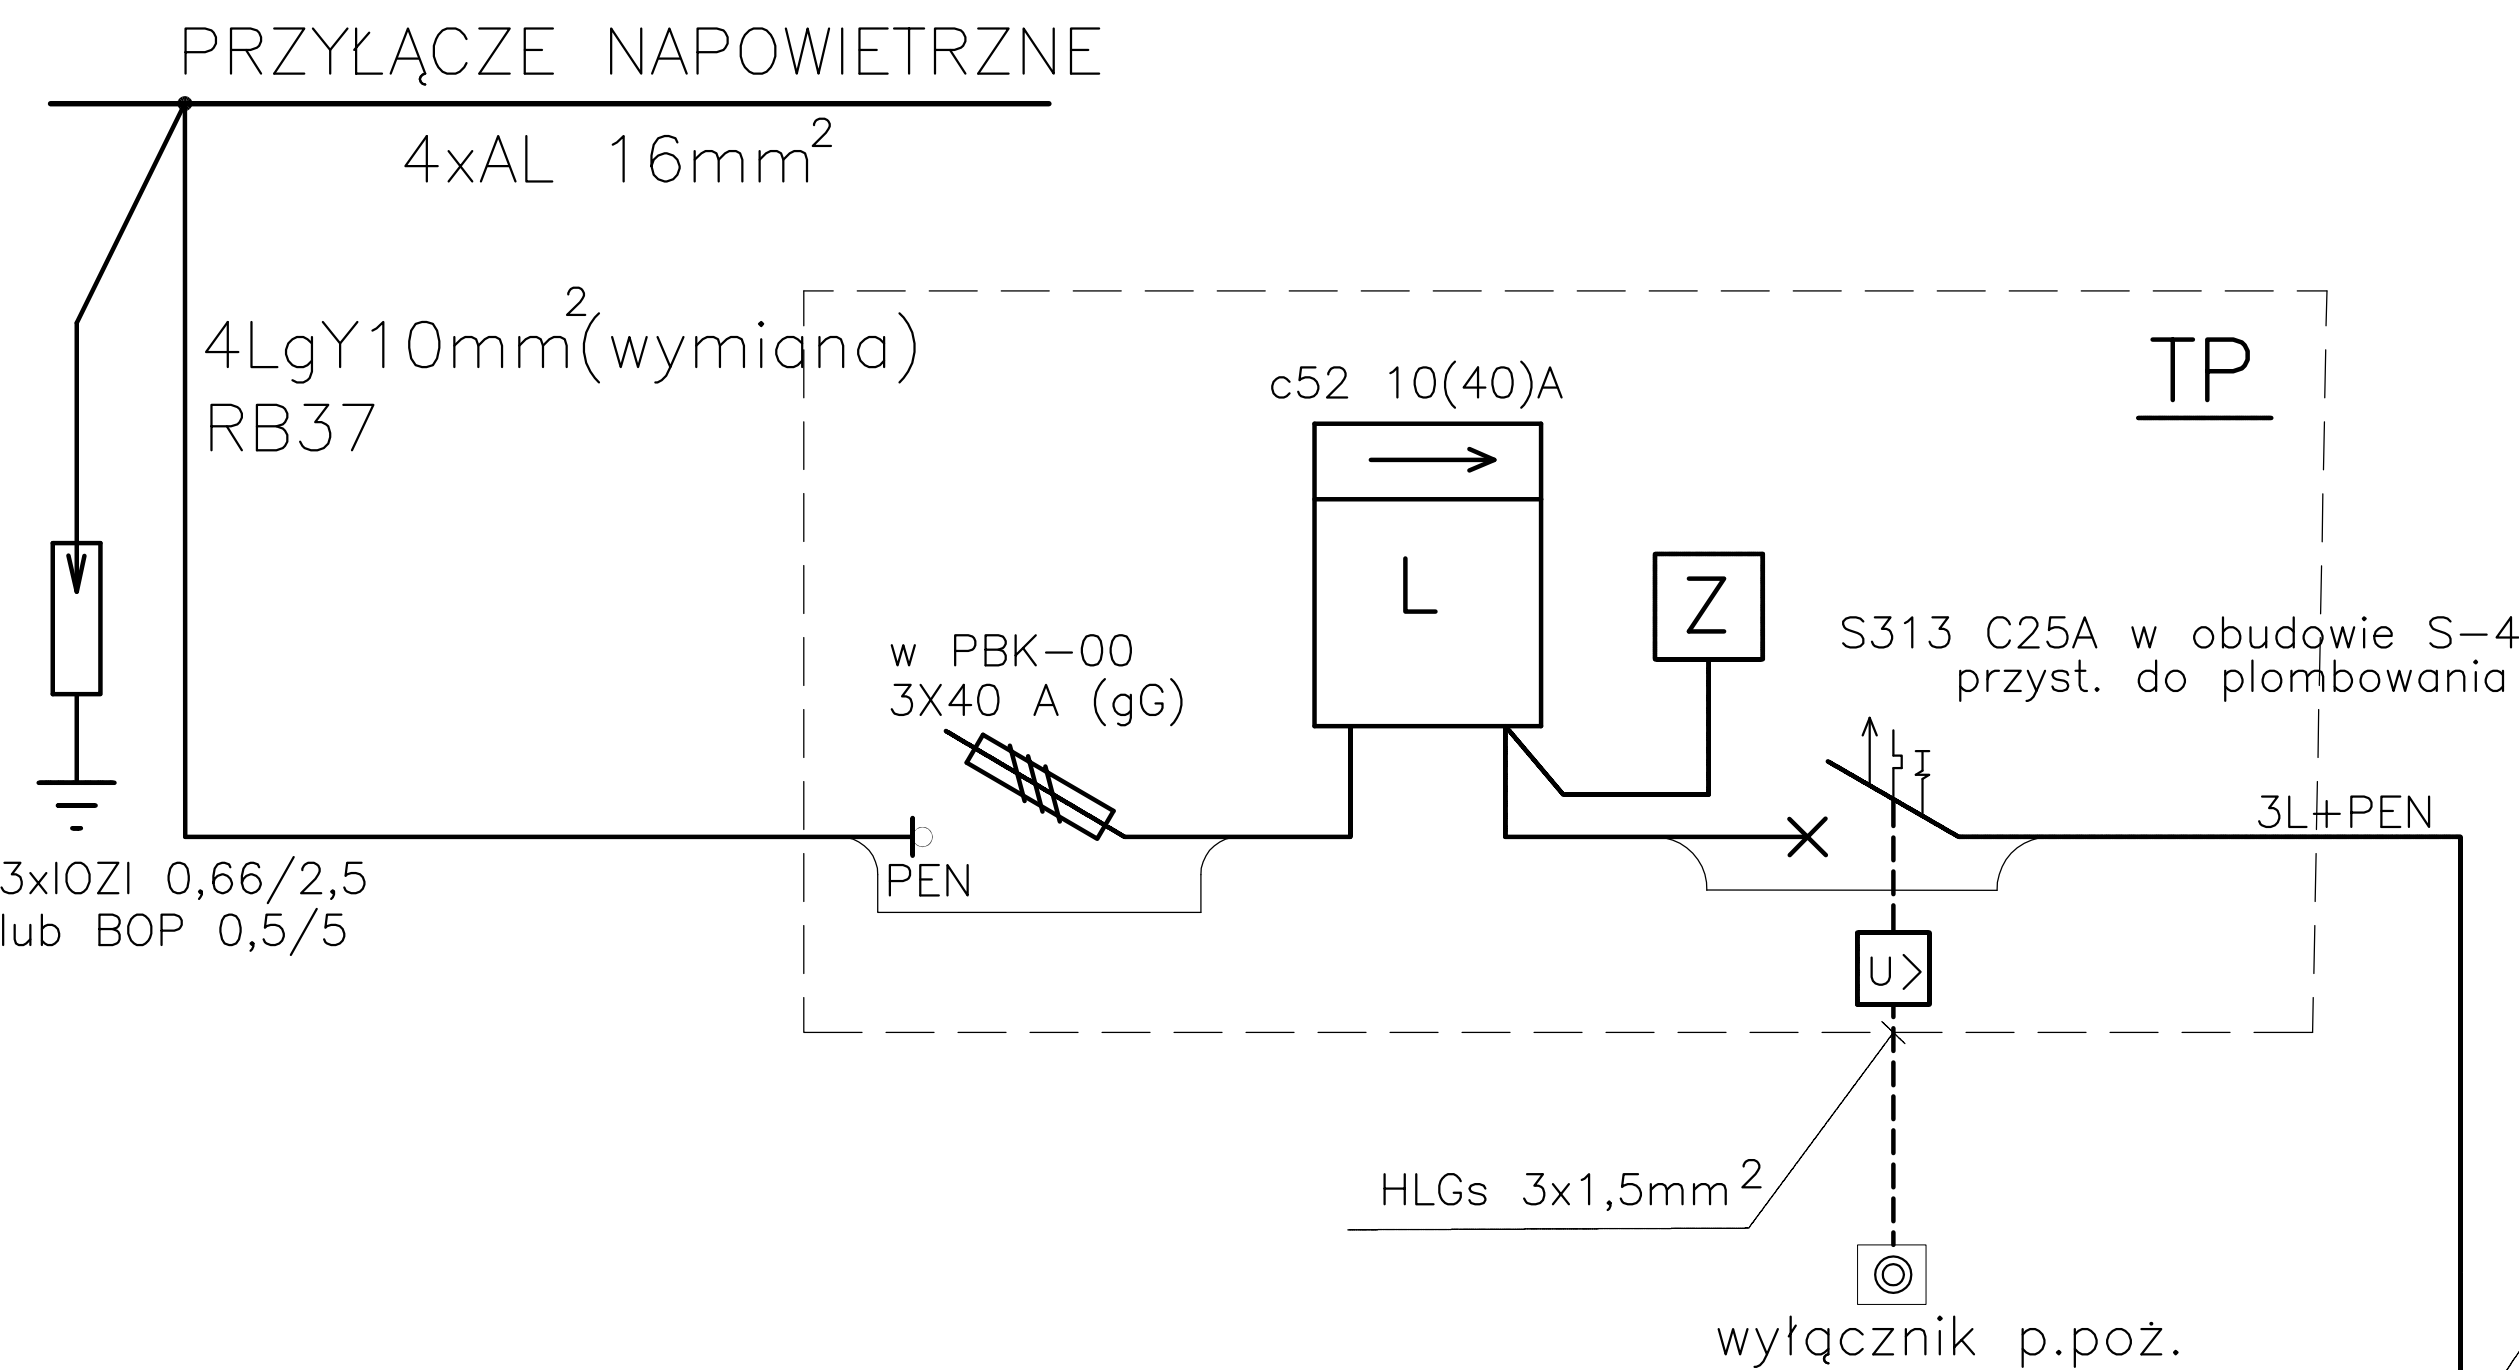 PRZYŁĄCZE NAPOWIETRZNE
4xAL 16mm²
4LgY10mm²(wymiana)
RB37
TP
c52 10(40)A
L
Z
w PBK-00
3X40 A (gG)
S313 C25A w obudowie S-4
przyst. do plombowania
3L+PEN
PEN
3xIOZI 0,66/2,5
lub BOP 0,5/5
U>
HLGs 3x1,5mm²
wyłącznik p.poż.